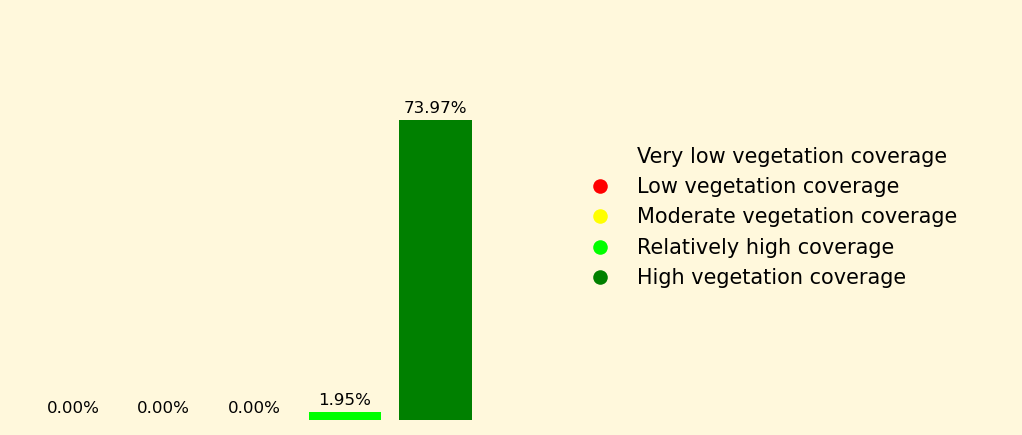 73.97%
Very low vegetation coverage
Low vegetation coverage
Moderate vegetation coverage
Relatively high coverage
High vegetation coverage
0.00%
0.00%
0.00%
1.95%